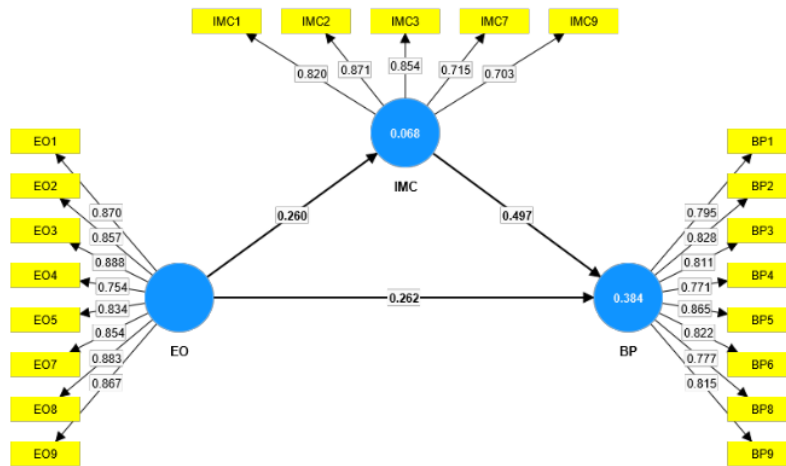 IMC1 IMC2 IMC3 IMC7 IMC9
0.820 0.871 0.854 0.715 0.703
0.068
IMC
EO1
EO2
EO3
EO4
EO5
EO7
EO8
EO9
0.870
0.857
0.888
0.754
0.834
0.854
0.883
0.867
EO
0.260
0.497
0.262
0.384
BP
0.795
0.828
0.811
0.771
0.865
0.822
0.777
0.815
BP1
BP2
BP3
BP4
BP5
BP6
BP8
BP9